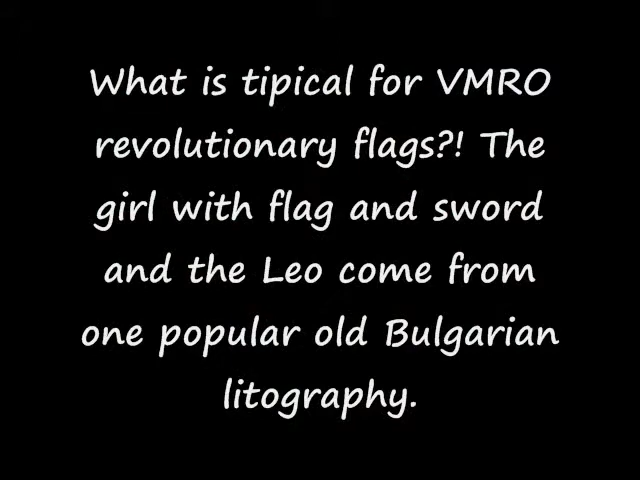 What is tipical for VMRO
revolutionary flags?! The
girl with flag and sword
and the Leo come from
one popular old Bulgarian
litography.